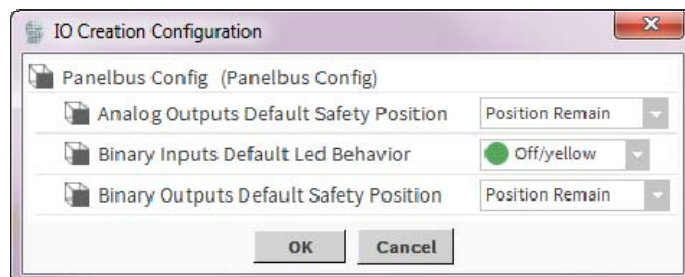 IO Creation Configuration
Panelbus Config (Panelbus Config)
Analog Outputs Default Safety Position Position Remain
Binary Inputs Default Led Behavior Off/yellow
Binary Outputs Default Safety Position Position Remain
OK Cancel